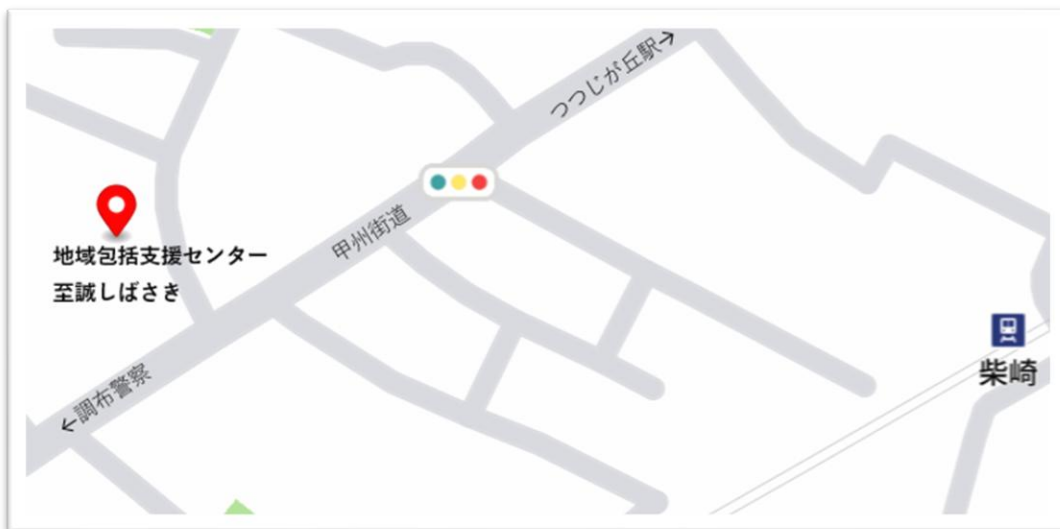 つつじが丘駅→
甲州街道
地域包括支援センター
至誠しばさき
←調布警察
柴崎